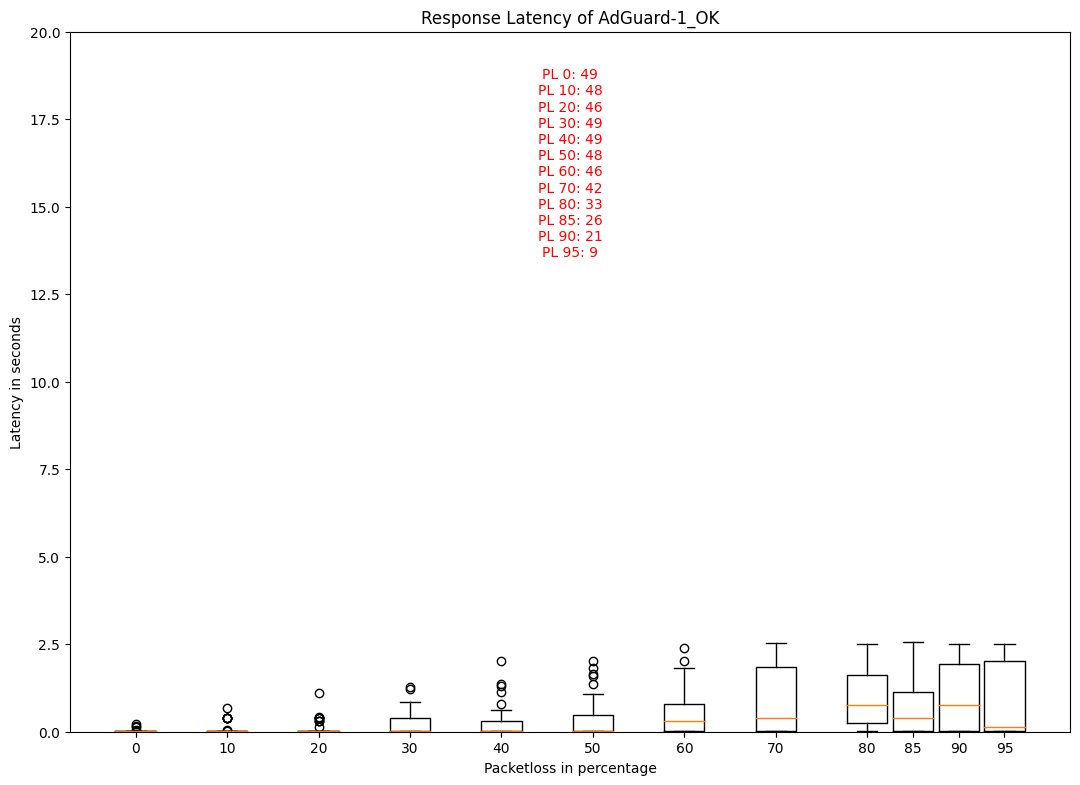 Response Latency of AdGuard-1_OK
20.0
17.5
15.0
12.5
10.0
7.5
5.0
2.5
0.0
Latency in seconds
PL 0: 49
PL 10: 48
PL 20: 46
PL 30: 49
PL 40: 49
PL 50: 48
PL 60: 46
PL 70: 42
PL 80: 33
PL 85: 26
PL 90: 21
PL 95: 9
0 10 20 30 40 50 60 70 80 85 90 95
Packetloss in percentage